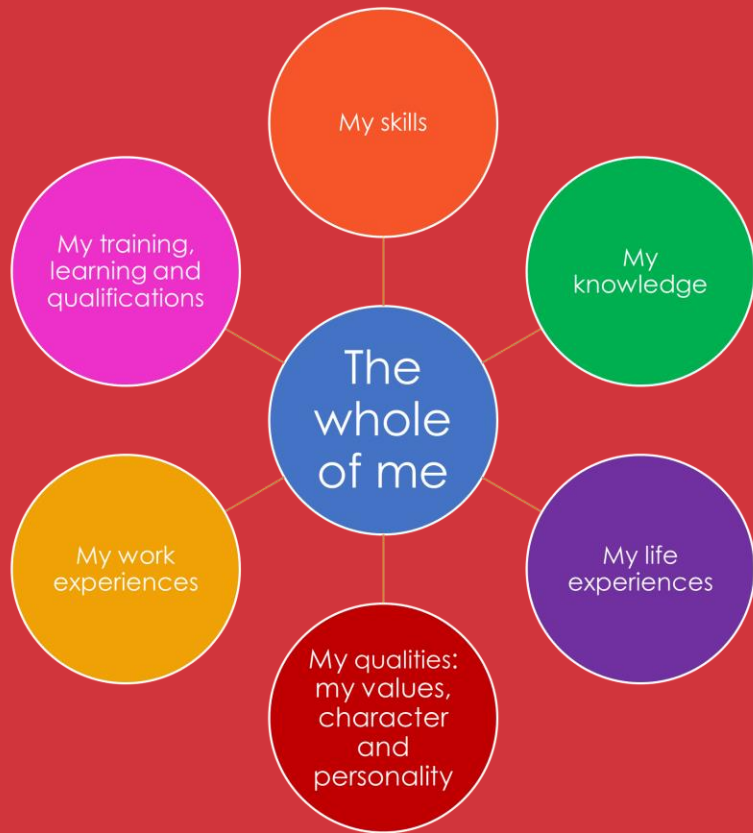 My skills
My training,
learning and
qualifications
My
knowledge
The
whole
of me
My work
experiences
My life
experiences
My qualities:
my values,
character
and
personality